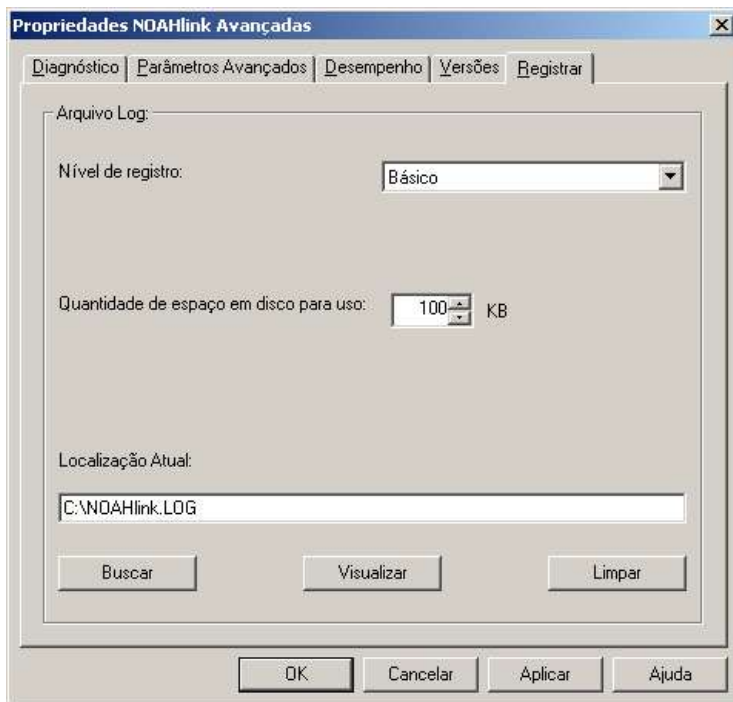 Propriedades NOAHlink Avançadas
Diagnóstico Parâmetros Avançados Desempenho Versões Registrar
Arquivo Log:
Nível de registro: Básico
Quantidade de espaço em disco para uso: 100 KB
Localização Atual:
C:\NOAHlink.LOG
Buscar Visualizar Limpar
OK Cancelar Aplicar Ajuda